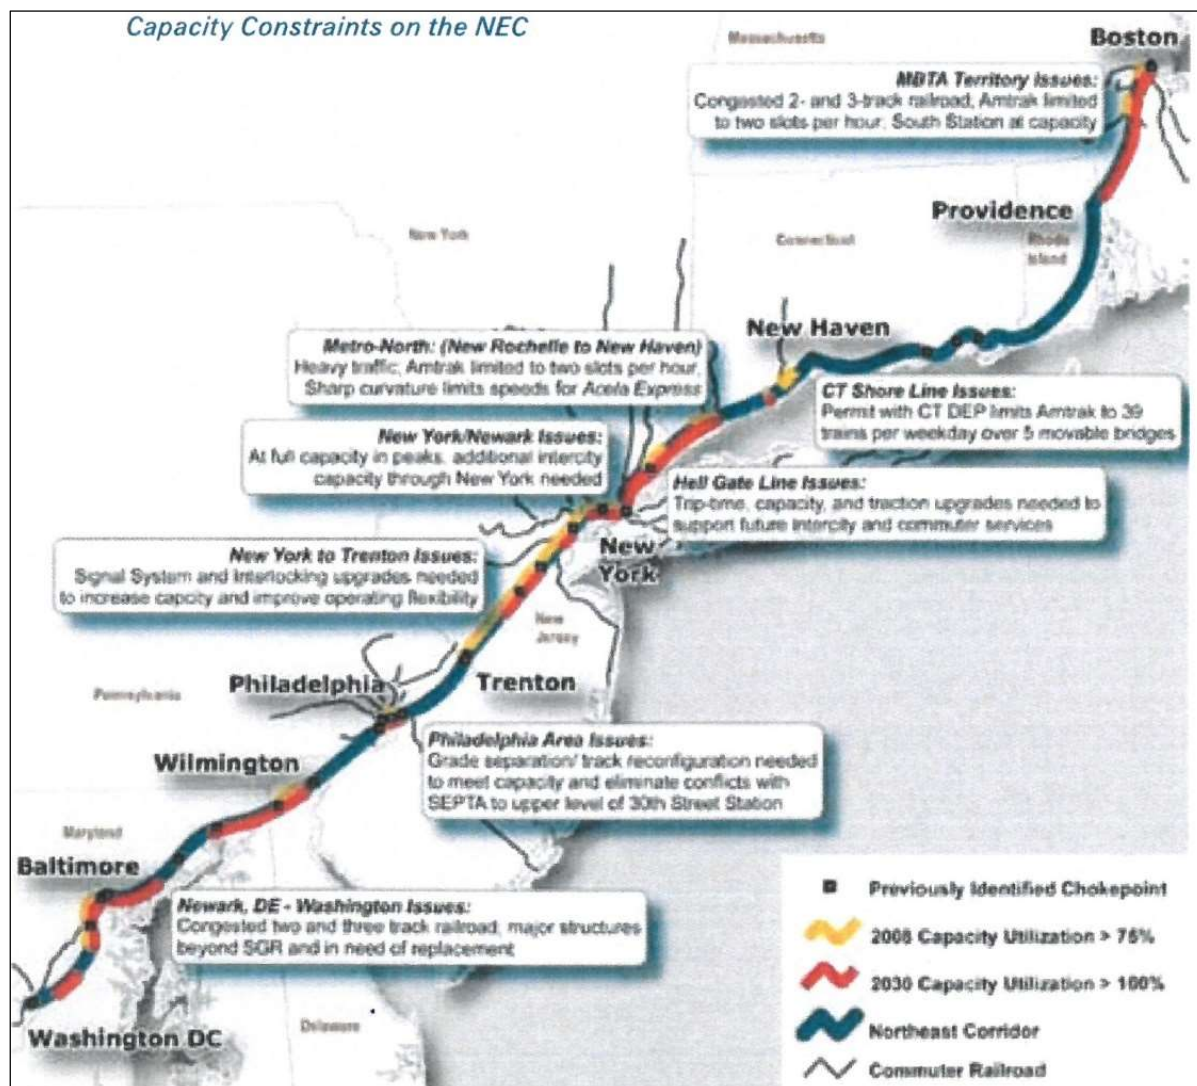 Capacity Constraints on the NEC
Massachusetts
Boston
MBTA Territory Issues:
Congested 2- and 3-track railroad, Amtrak limited
to two slots per hour, South Station at capacity
Providence
New York
Connecticut
Rhode
Island
New Haven
Metro-North: (New Rochelle to New Haven)
Heavy traffic, Amtrak limited to two slots per hour,
Sharp curvature limits speeds for Acela Express
CT Shore Line Issues:
Permit with CT DEP limits Amtrak to 39
trains per weekday over 5 movable bridges
New York/Newark Issues:
At full capacity in peaks, additional intercity
capacity through New York needed
Hell Gate Line Issues:
Trip-time, capacity, and traction upgrades needed to
support future intercity and commuter services
New
York
New York to Trenton Issues:
Signal System and Interlocking upgrades needed
to increase capcity and improve operating flexibility
New
Jersey
Trenton
Pennsylvania
Philadelphia
Philadelphia Area Issues:
Grade separation/ track reconfiguration needed
to meet capacity and eliminate conflicts with
SEPTA to upper level of 30th Street Station
Wilmington
Maryland
Baltimore
Newark, DE - Washington Issues:
Congested two and three track railroad, major structures
beyond SGR and in need of replacement
Washington DC
Delaware
Previously Identified Chokepoint
2008 Capacity Utilization > 75%
2030 Capacity Utilization > 100%
Northeast Corridor
Commuter Railroad